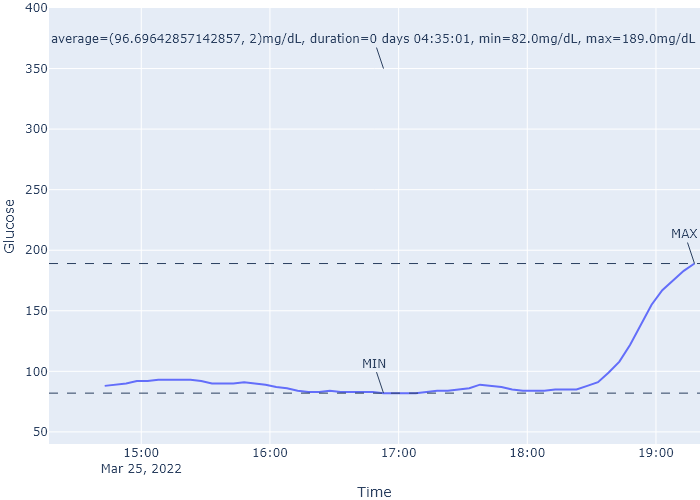 400
average=(96.69642857142857, 2)mg/dL, duration=0 days 04:35:01, min=82.0mg/dL, max=189.0mg/dL
350
300
250
Glucose
200
MAX
150
MIN
100
50
15:00 16:00 17:00 18:00 19:00
Mar 25, 2022
Time